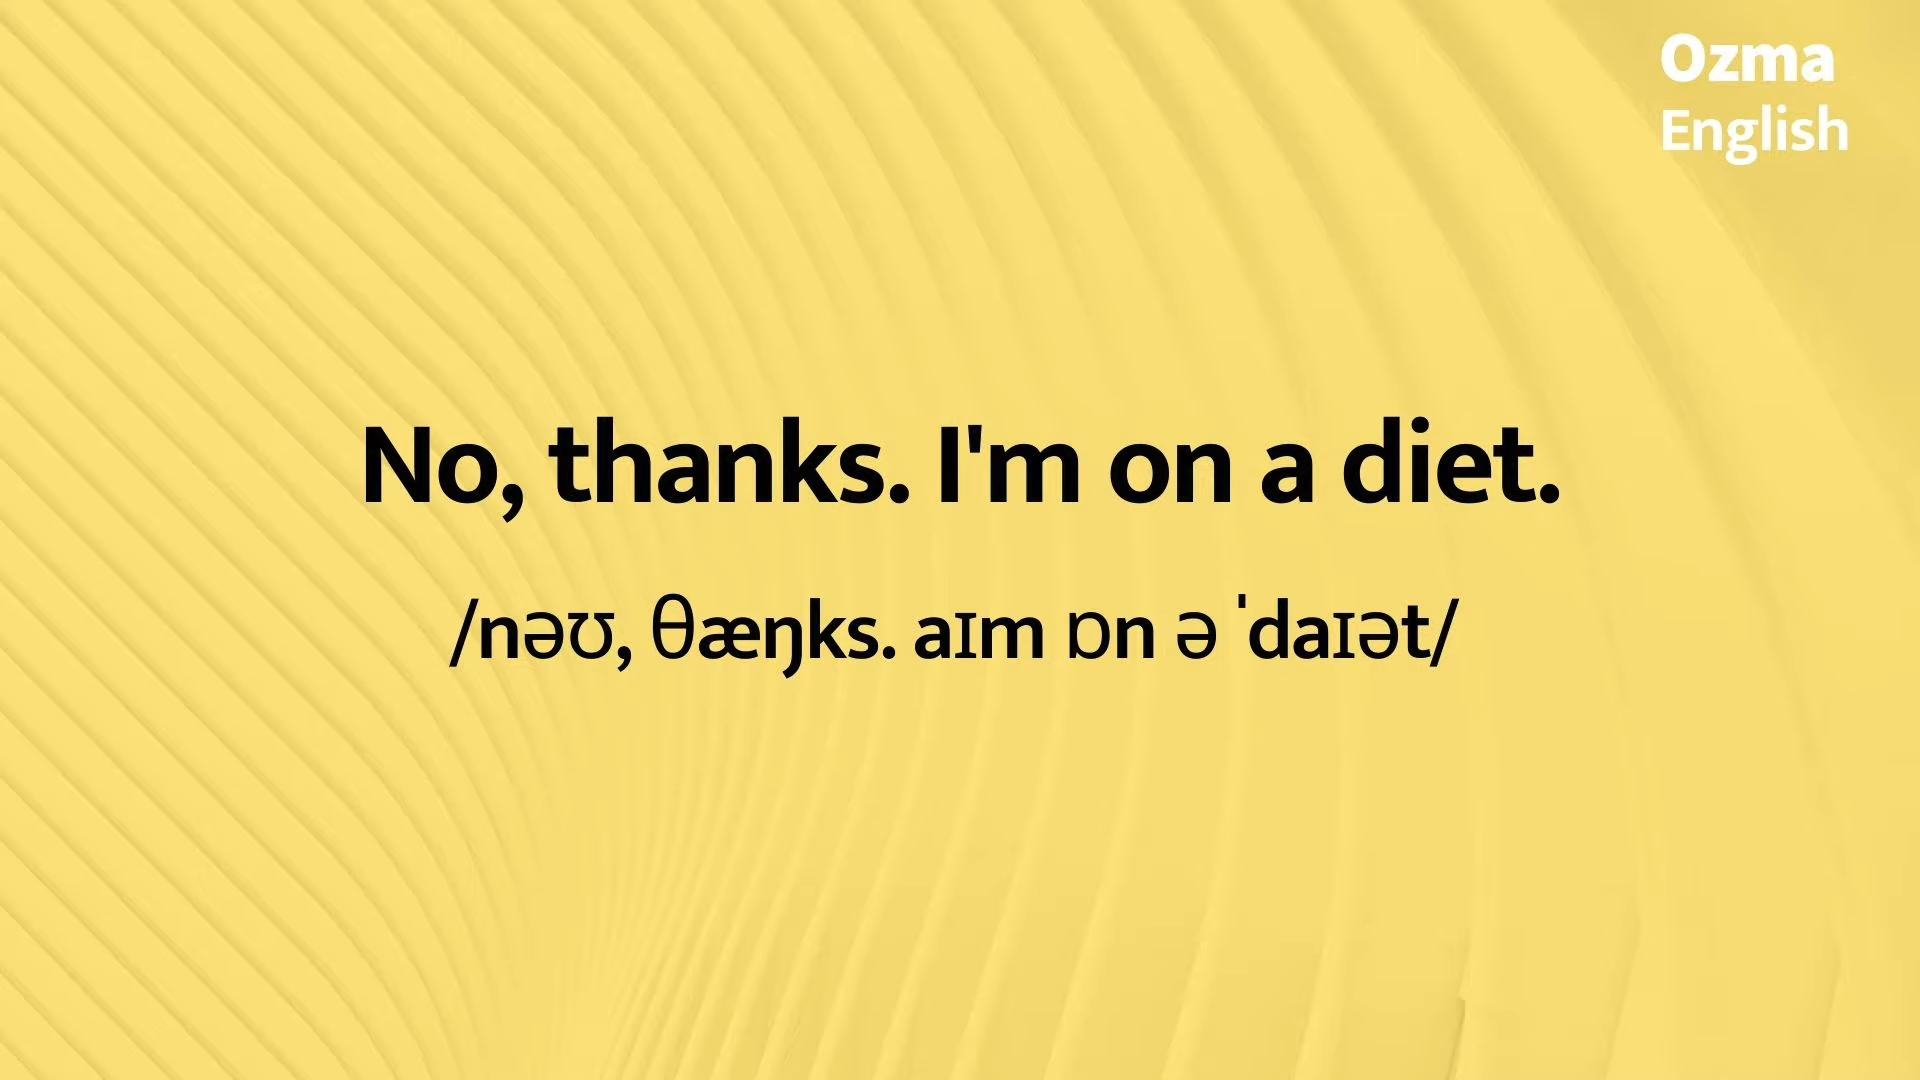 Ozma
English
No, thanks. I'm on a diet.
/nəʊ, θæŋks. aɪm ɒn ə ˈdaɪət/